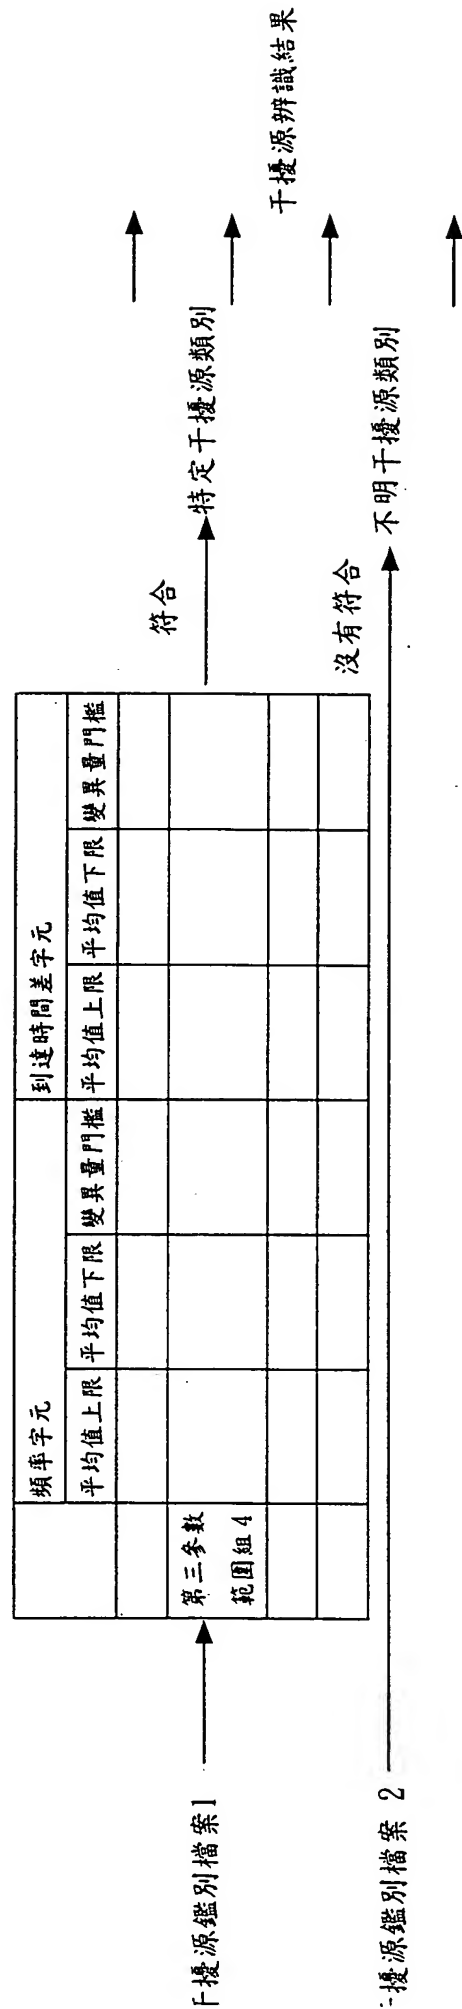 頻率字元
到達時間差字元
平均值上限
平均值下限
變異量門檻
平均值上限
平均值下限
變異量門檻
第三參數
範圍組4
干擾源鑑別檔案1
符合
特定干擾源類別
干擾源鑑別檔案 2
沒有符合
不明干擾源類別
干擾源辨識結果